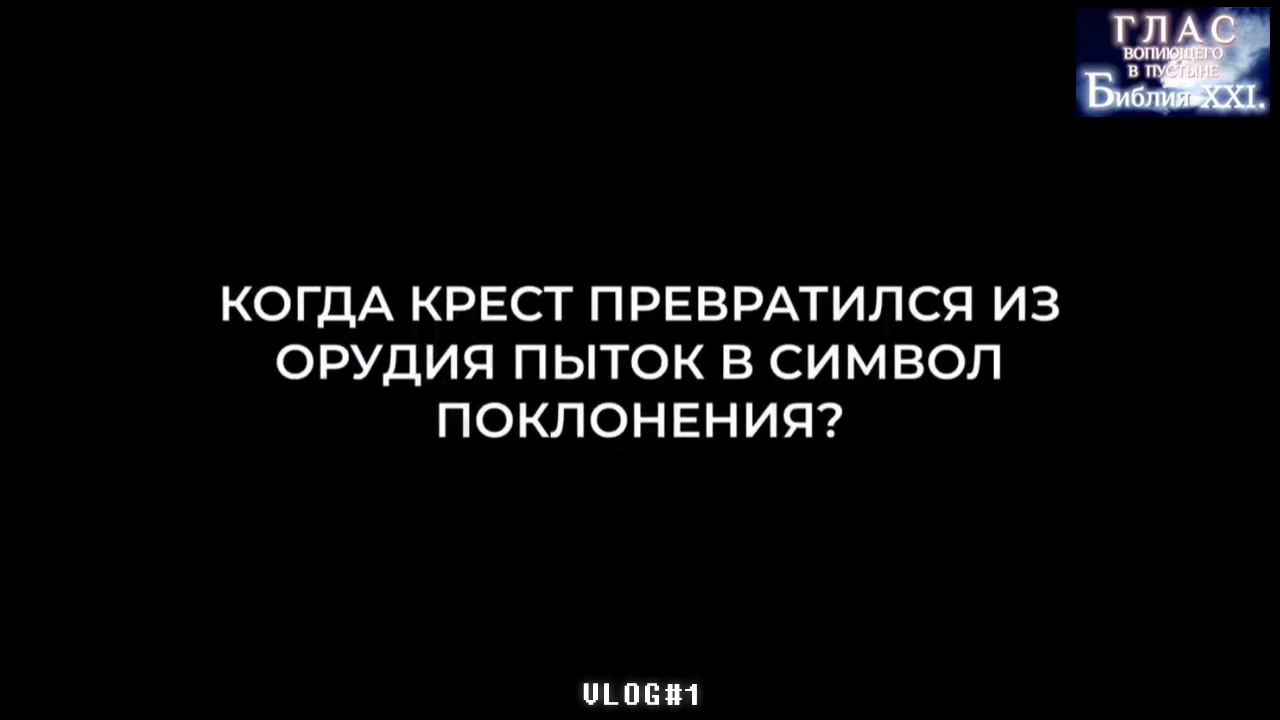 ГЛАС
ВОПИЮЩЕГО
В ПУСТЫНЕ
Библия XXI.
КОГДА КРЕСТ ПРЕВРАТИЛСЯ ИЗ
ОРУДИЯ ПЫТОК В СИМВОЛ
ПОКЛОНЕНИЯ?
VLOG#1